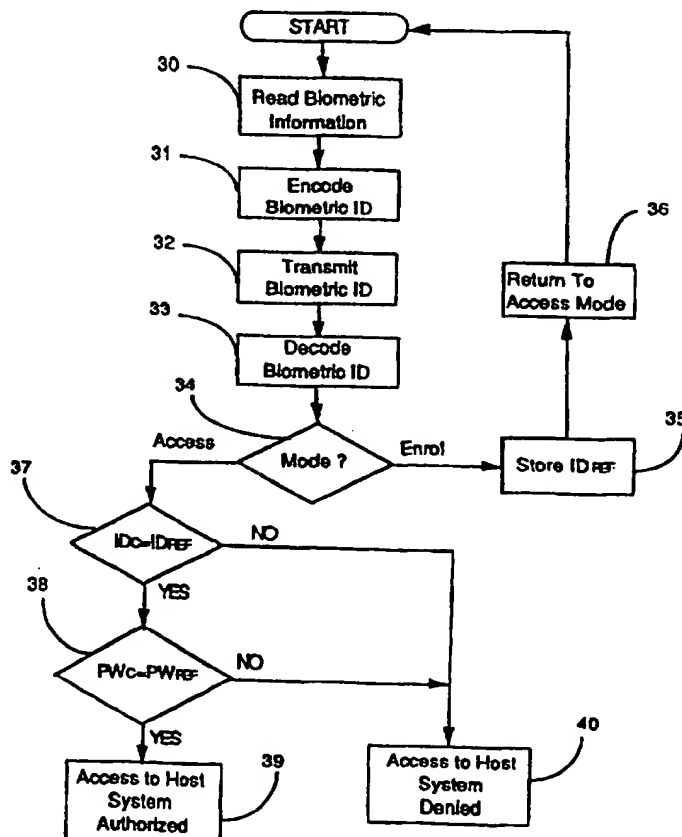 START
30
Read Biometric
Information
31
Encode
Biometric ID
32
Transmit
Biometric ID
36
Return To
Access Mode
33
Decode
Biometric ID
34
Access
Mode ?
Enrol
Store IDREF
35
37
IDC=IDREF
NO
YES
38
PWC=PWREF
NO
YES
39
Access to Host
System
Authorized
40
Access to Host
System
Denied